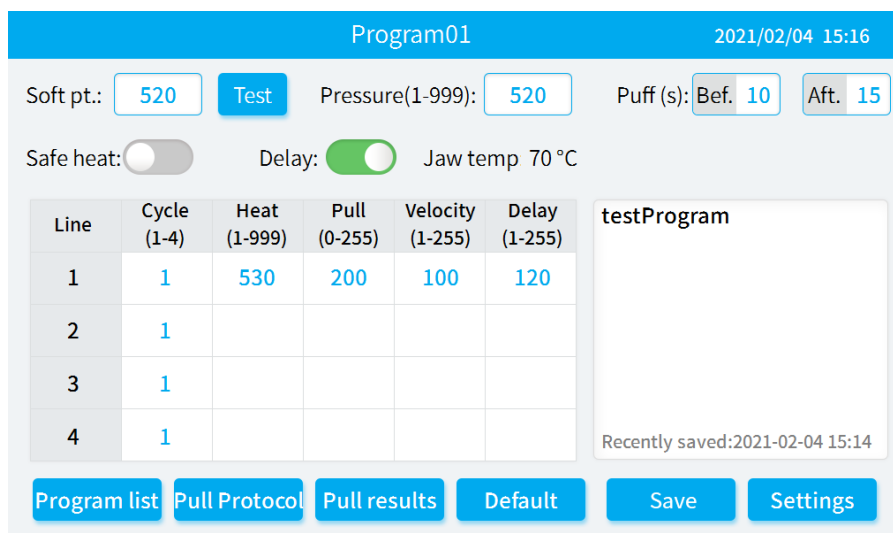 Program01 2021/02/04 15:16
Soft pt.: 520 Test Pressure(1-999): 520 Puff (s): Bef. 10 Aft. 15
Safe heat: Delay: Jaw temp 70 °C
Line Cycle (1-4) Heat (1-999) Pull (0-255) Velocity (1-255) Delay (1-255)
1 1 530 200 100 120
2 1
3 1
4 1
testProgram
Recently saved:2021-02-04 15:14
Program list Pull Protocol Pull results Default Save Settings